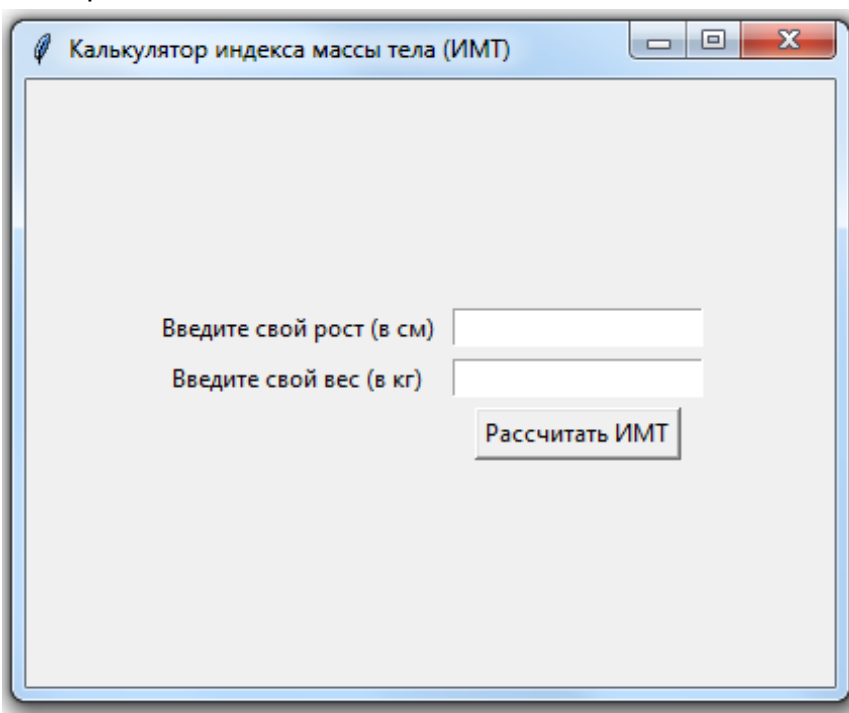 Калькулятор индекса массы тела (ИМТ)
Введите свой рост (в см)
Введите свой вес (в кг)
Рассчитать ИМТ